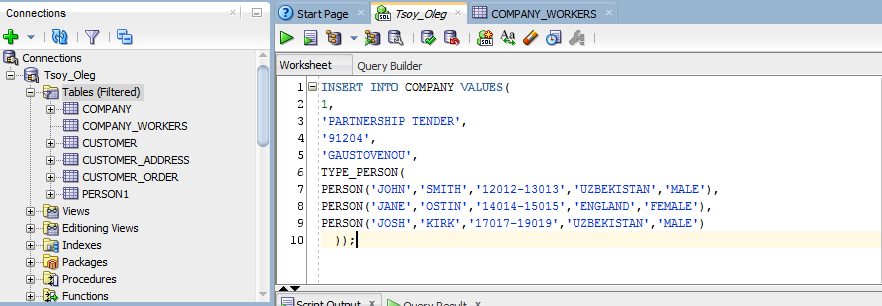 Connections
Start Page
Tsoy_Oleg
COMPANY_WORKERS
SQL
Aa
Worksheet
Query Builder
Connections
Tsoy_Oleg
Tables (Filtered)
COMPANY
COMPANY_WORKERS
CUSTOMER
CUSTOMER_ADDRESS
CUSTOMER_ORDER
PERSON1
Views
Editioning Views
Indexes
Packages
Procedures
Functions
1 INSERT INTO COMPANY VALUES(
2 1,
3 'PARTNERSHIP TENDER',
4 '91204',
5 'GAUSTOVENOU',
6 TYPE_PERSON(
7 PERSON('JOHN','SMITH','12012-13013','UZBEKISTAN','MALE'),
8 PERSON('JANE','OSTIN','14014-15015','ENGLAND','FEMALE'),
9 PERSON('JOSH','KIRK','17017-19019','UZBEKISTAN','MALE')
10 ));
Script Output
Query Result